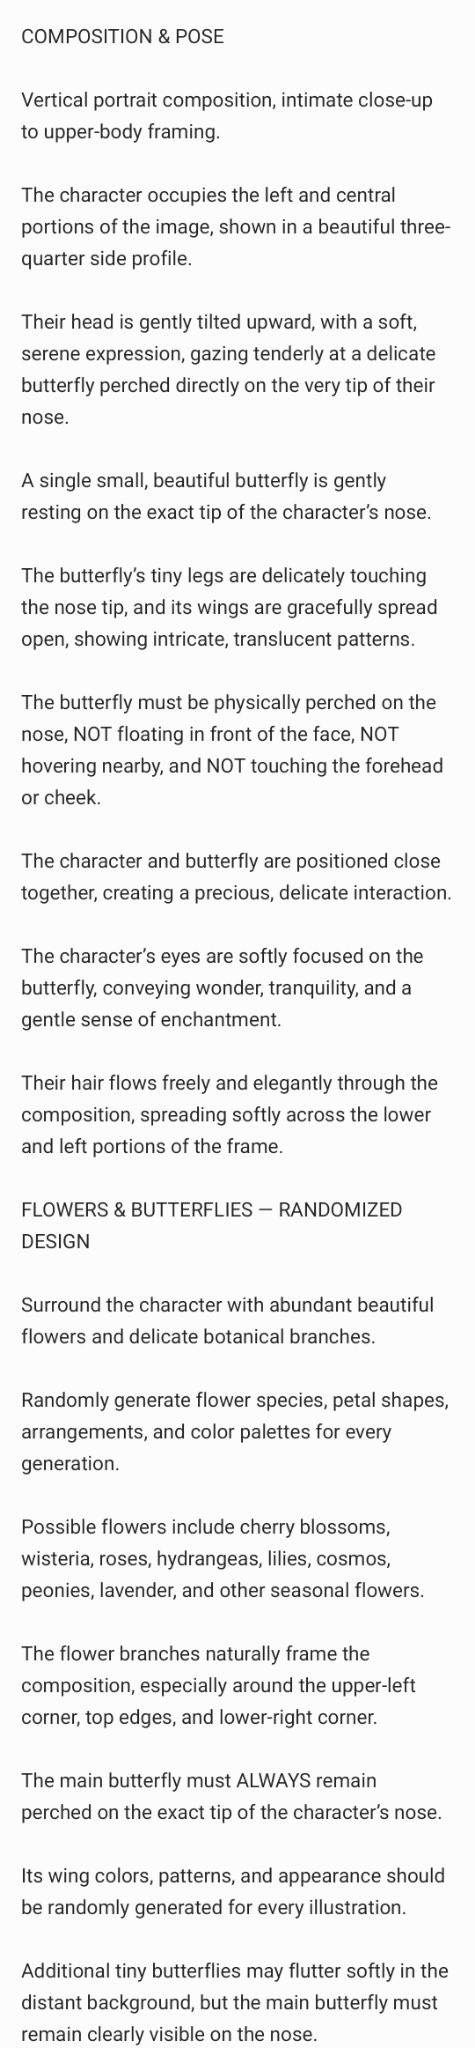 COMPOSITION & POSE
Vertical portrait composition, intimate close-up
to upper-body framing.
The character occupies the left and central
portions of the image, shown in a beautiful three-
quarter side profile.
Their head is gently tilted upward, with a soft,
serene expression, gazing tenderly at a delicate
butterfly perched directly on the very tip of their
nose.
A single small, beautiful butterfly is gently
resting on the exact tip of the character’s nose.
The butterfly’s tiny legs are delicately touching
the nose tip, and its wings are gracefully spread
open, showing intricate, translucent patterns.
The butterfly must be physically perched on the
nose, NOT floating in front of the face, NOT
hovering nearby, and NOT touching the forehead
or cheek.
The character and butterfly are positioned close
together, creating a precious, delicate interaction.
The character’s eyes are softly focused on the
butterfly, conveying wonder, tranquility, and a
gentle sense of enchantment.
Their hair flows freely and elegantly through the
composition, spreading softly across the lower
and left portions of the frame.
FLOWERS & BUTTERFLIES — RANDOMIZED
DESIGN
Surround the character with abundant beautiful
flowers and delicate botanical branches.
Randomly generate flower species, petal shapes,
arrangements, and color palettes for every
generation.
Possible flowers include cherry blossoms,
wisteria, roses, hydrangeas, lilies, cosmos,
peonies, lavender, and other seasonal flowers.
The flower branches naturally frame the
composition, especially around the upper-left
corner, top edges, and lower-right corner.
The main butterfly must ALWAYS remain
perched on the exact tip of the character’s nose.
Its wing colors, patterns, and appearance should
be randomly generated for every illustration.
Additional tiny butterflies may flutter softly in the
distant background, but the main butterfly must
remain clearly visible on the nose.